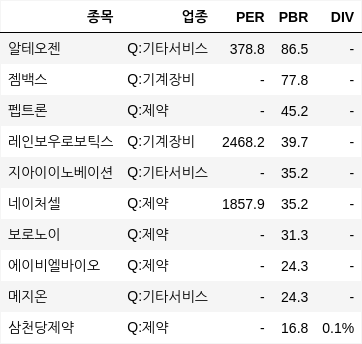 종목 업종 PER PBR DIV
알테오젠 Q:기타서비스 378.8 86.5 -
젬백스 Q:기계장비 - 77.8 -
펩트론 Q:제약 - 45.2 -
레인보우로보틱스 Q:기계장비 2468.2 39.7 -
지아이이노베이션 Q:기타서비스 - 35.2 -
네이처셀 Q:제약 1857.9 35.2 -
보로노이 Q:제약 - 31.3 -
에이비엘바이오 Q:제약 - 24.3 -
메지온 Q:기타서비스 - 24.3 -
삼천당제약 Q:제약 - 16.8 0.1%